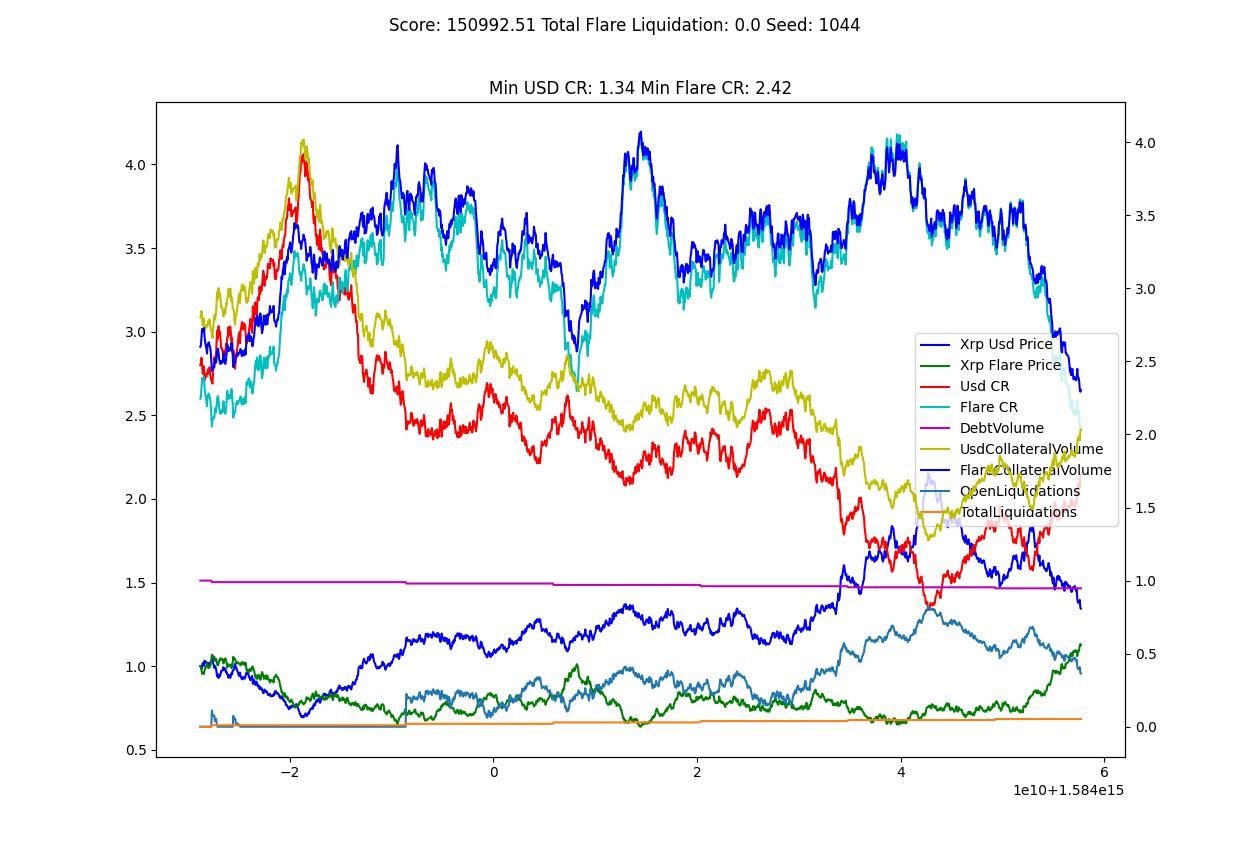 Score: 150992.51 Total Flare Liquidation: 0.0 Seed: 1044
Min USD CR: 1.34 Min Flare CR: 2.42
4.0
3.5
3.0
2.5
2.0
1.5
1.0
0.5
4.0
3.5
3.0
2.5
2.0
1.5
1.0
0.5
0.0
Xrp Usd Price
Xrp Flare Price
Usd CR
Flare CR
DebtVolume
UsdCollateralVolume
FlareCollateralVolume
OpenLiquidations
TotalLiquidations
−2 0 2 4 6
1e10+1.584e15